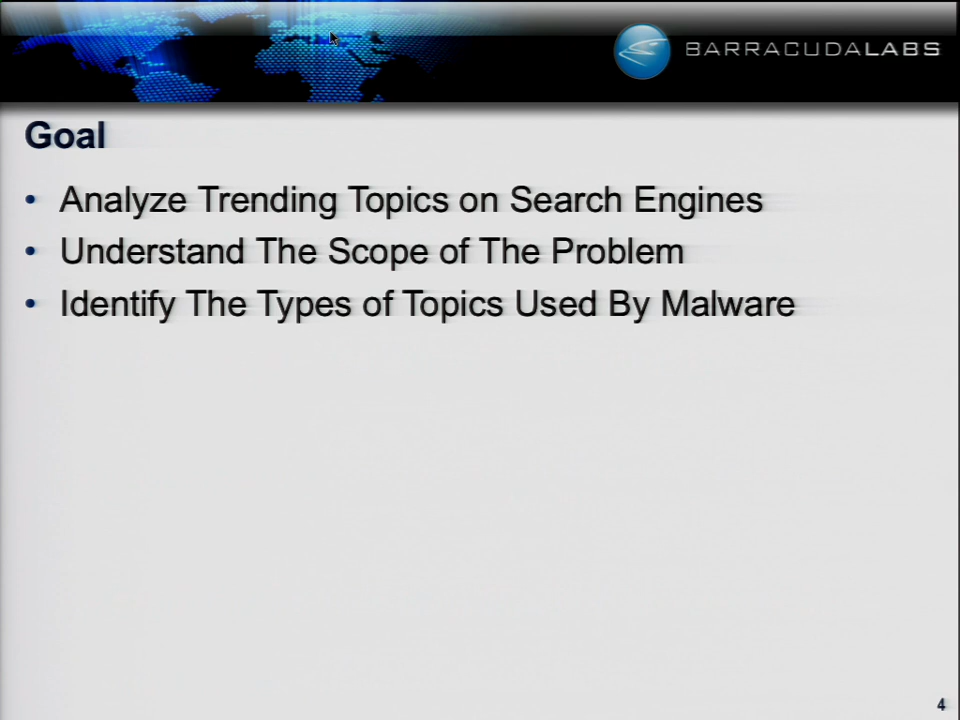 BARRACUDALABS
Goal
• Analyze Trending Topics on Search Engines
• Understand The Scope of The Problem
• Identify The Types of Topics Used By Malware
4